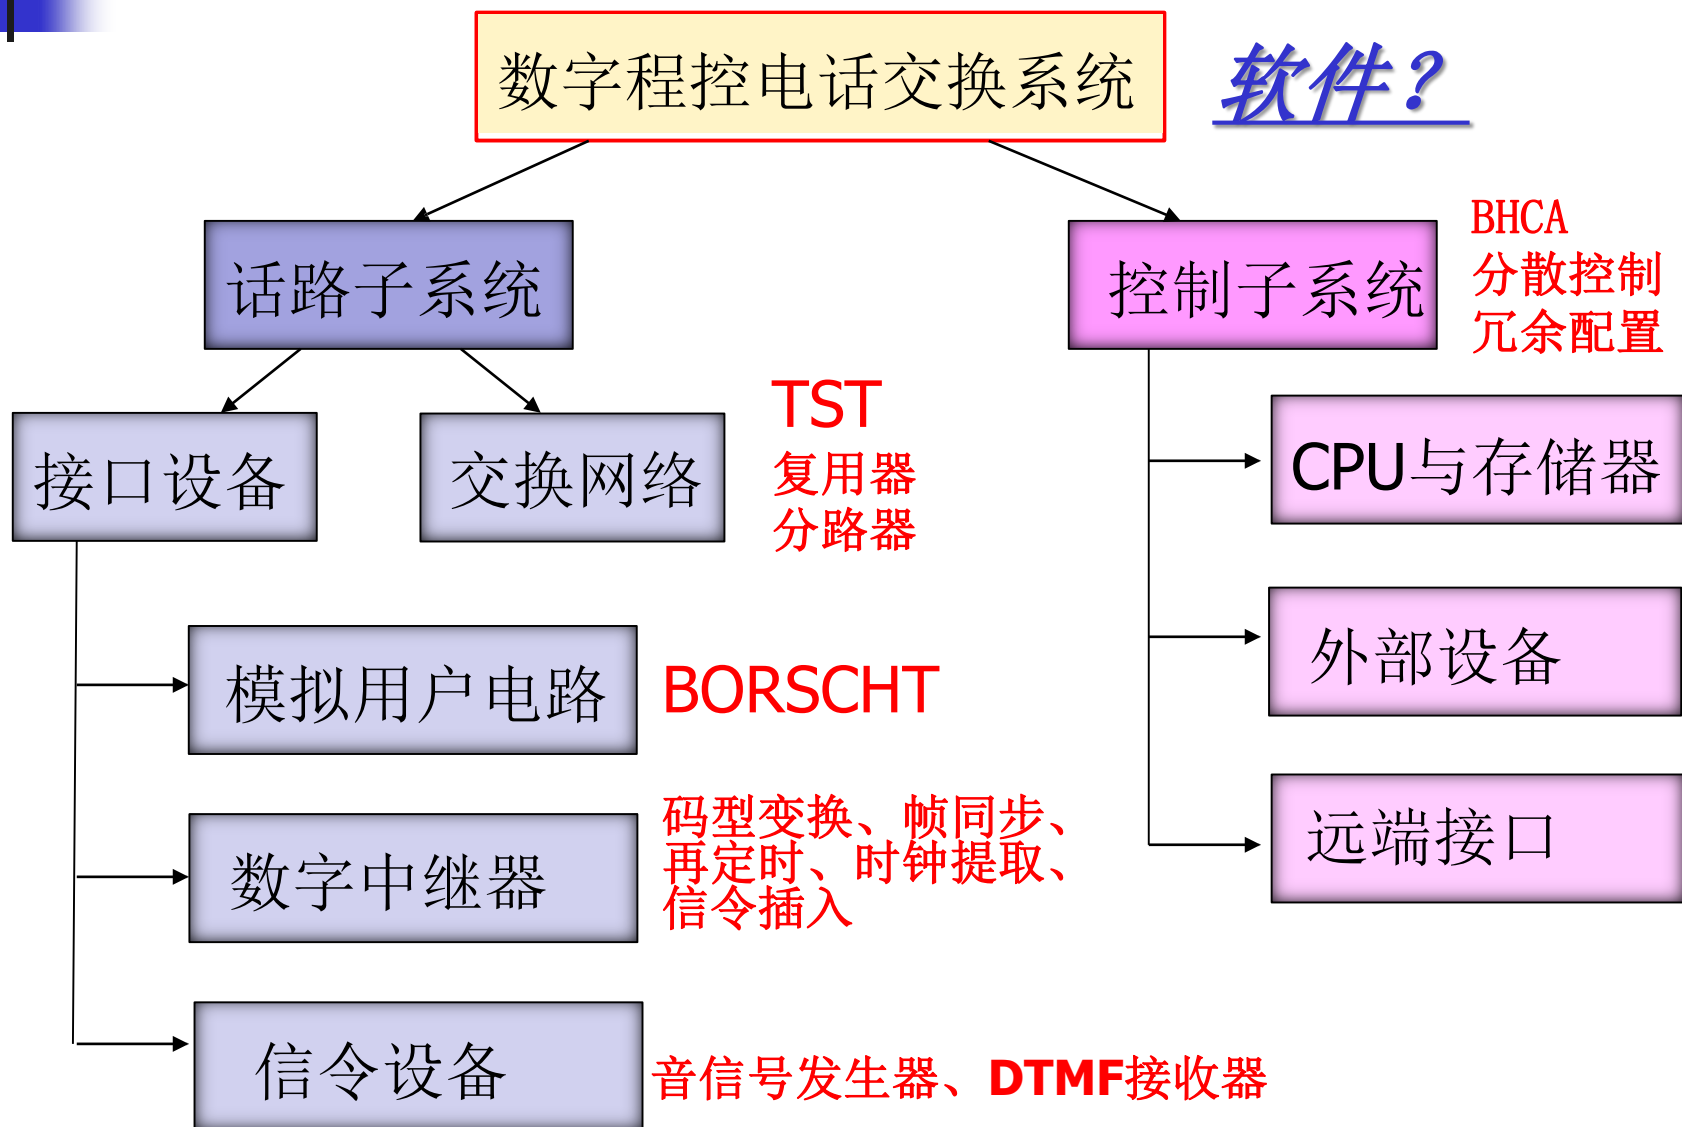 数字程控电话交换系统
软件？
话路子系统
控制子系统
BHCA
分散控制
冗余配置
接口设备
交换网络
TST
复用器
分路器
CPU与存储器
模拟用户电路
BORSCHT
外部设备
数字中继器
码型变换、帧同步、
再定时、时钟提取、
信令插入
远端接口
信令设备
音信号发生器、DTMF接收器